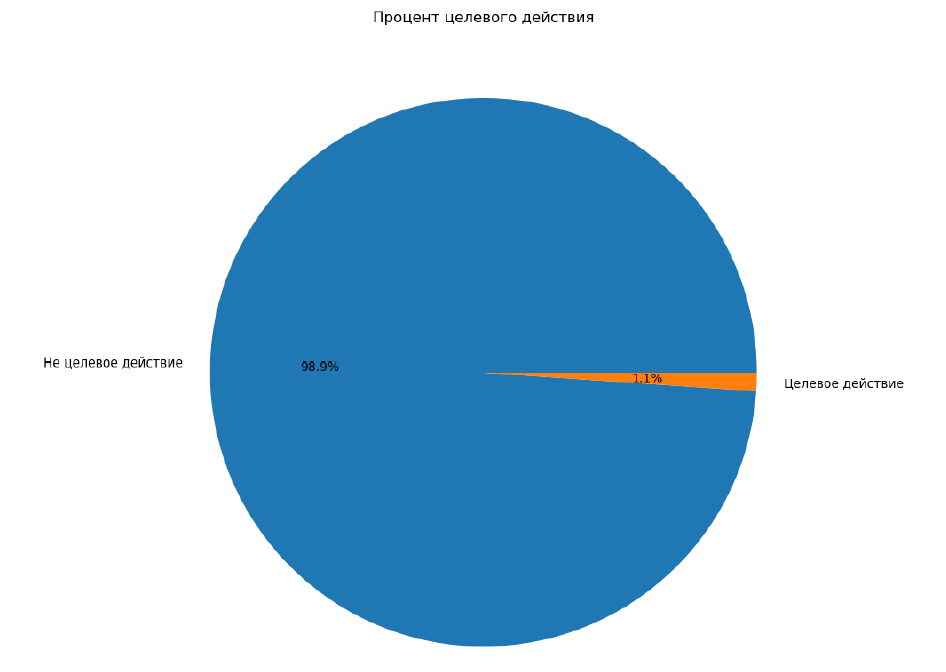 Процент целевого действия
Не целевое действие
98.9%
1.1%
Целевое действие